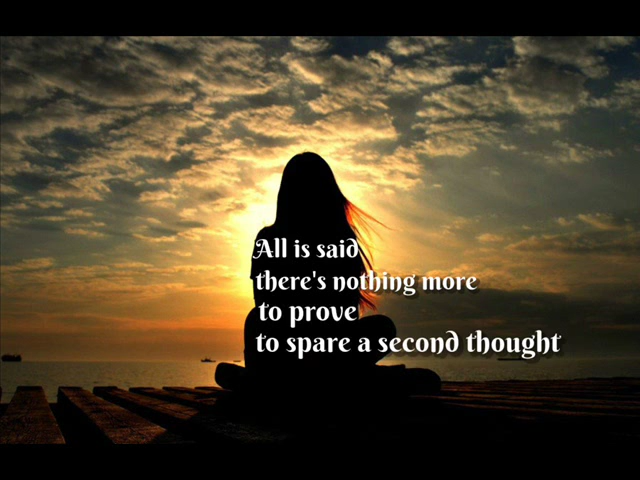 All is said
there's nothing more
to prove
to spare a second thought